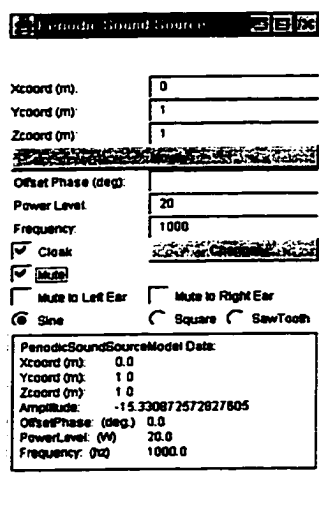 Periodic Sound Source
Xcoord (m): 0
Ycoord (m): 1
Zcoord (m): 1
Offset Phase (deg):
Power Level: 20
Frequency: 1000
Cloak
Mute
Mute to Left Ear Mute to Right Ear
Sine Square SawTooth
PeriodicSoundSourceModel Data:
Xcoord (m): 0.0
Ycoord (m): 1.0
Zcoord (m): 1.0
Amplitude: -15.330872572827605
OffsetPhase: (deg.) 0.0
PowerLevel: (W) 20.0
Frequency: (hz) 1000.0